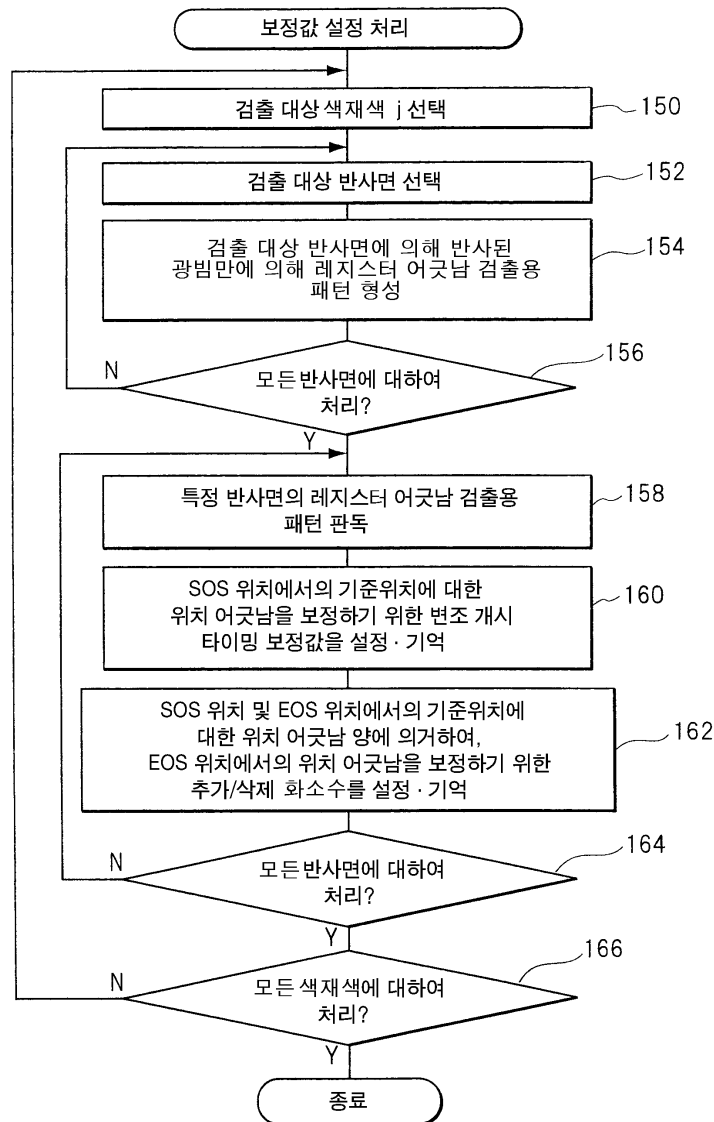 보정값 설정 처리
검출 대상 색재색 j 선택
150
검출 대상 반사면 선택
152
검출 대상 반사면에 의해 반사된
광빔만에 의해 레지스터 어긋남 검출용
패턴 형성
154
156
N
모든 반사면에 대하여
처리?
Y
특정 반사면의 레지스터 어긋남 검출용
패턴 판독
158
SOS 위치에서의 기준위치에 대한
위치 어긋남을 보정하기 위한 변조 개시
타이밍 보정값을 설정 · 기억
160
SOS 위치 및 EOS 위치에서의 기준위치에
대한 위치 어긋남 양에 의거하여,
EOS 위치에서의 위치 어긋남을 보정하기 위한
추가/삭제 화소수를 설정 · 기억
162
164
N
모든 반사면에 대하여
처리?
Y
166
N
모든 색재색에 대하여
처리?
Y
종료